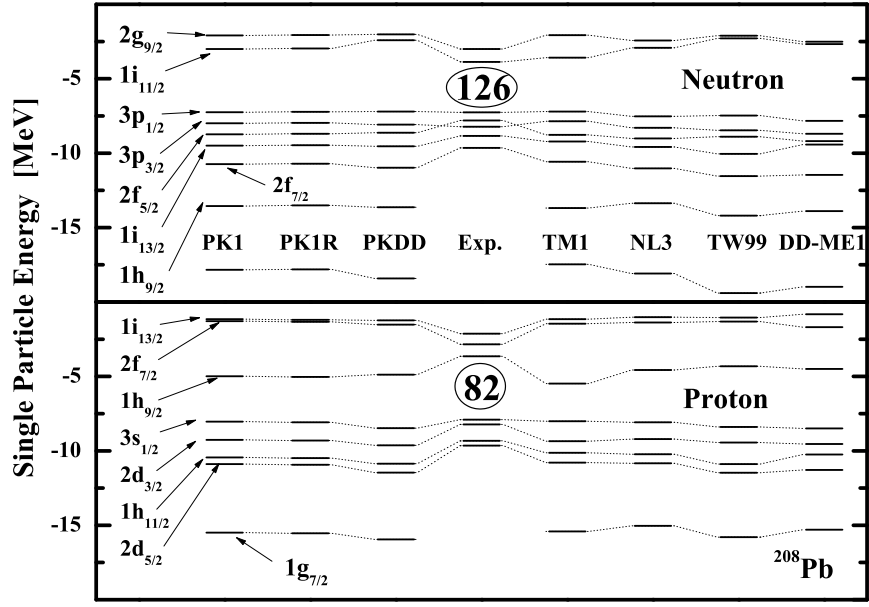 Single Particle Energy [MeV]
2g9/2
1i11/2
-5
126
Neutron
3p1/2
3p3/2
-10
2f5/2
2f7/2
1i13/2
-15
PK1 PK1R PKDD Exp. TM1 NL3 TW99 DD-ME1
1h9/2
1i13/2
2f7/2
-5
1h9/2
82
Proton
3s1/2
2d3/2
-10
1h11/2
2d5/2
-15
1g7/2
208Pb